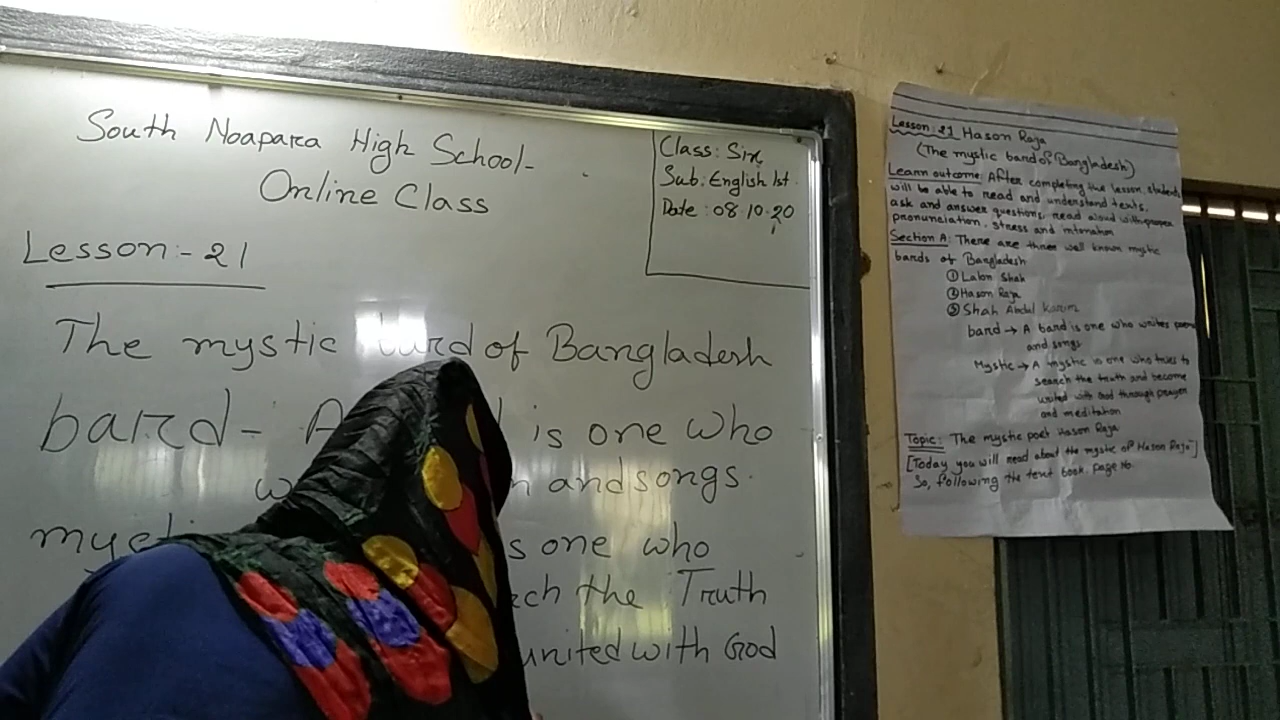 South Noapara High School-
Online Class
Class: Six
Sub: English 1st
Date: 08.10.20
Lesson:- 21
The mystic bard of Bangladesh
bard- A is one who
andsongs.
one who
the Truth
united with God
Lesson: 21 Hason Raja
(The mystic band of Bangladesh)
Learn outcome: After completing the lesson, students
will be able to read and understand texts.
ask and answer questions, read aloud with proper
pronunciation, stress and intonation
Section A: There are three well known mystic
bands of Bangladesh
① Lalon Shah
② Hason Raja
③ Shah Abdul Karim
band → A band is one who writes poems
and songs
Mystic → A mystic is one who tries to
search the truth and become
united with God through prayer
and meditation
Topic: The mystic poet Hason Raja
[Today you will read about the mystic of Hason Raja]
So, following the text book. page No.